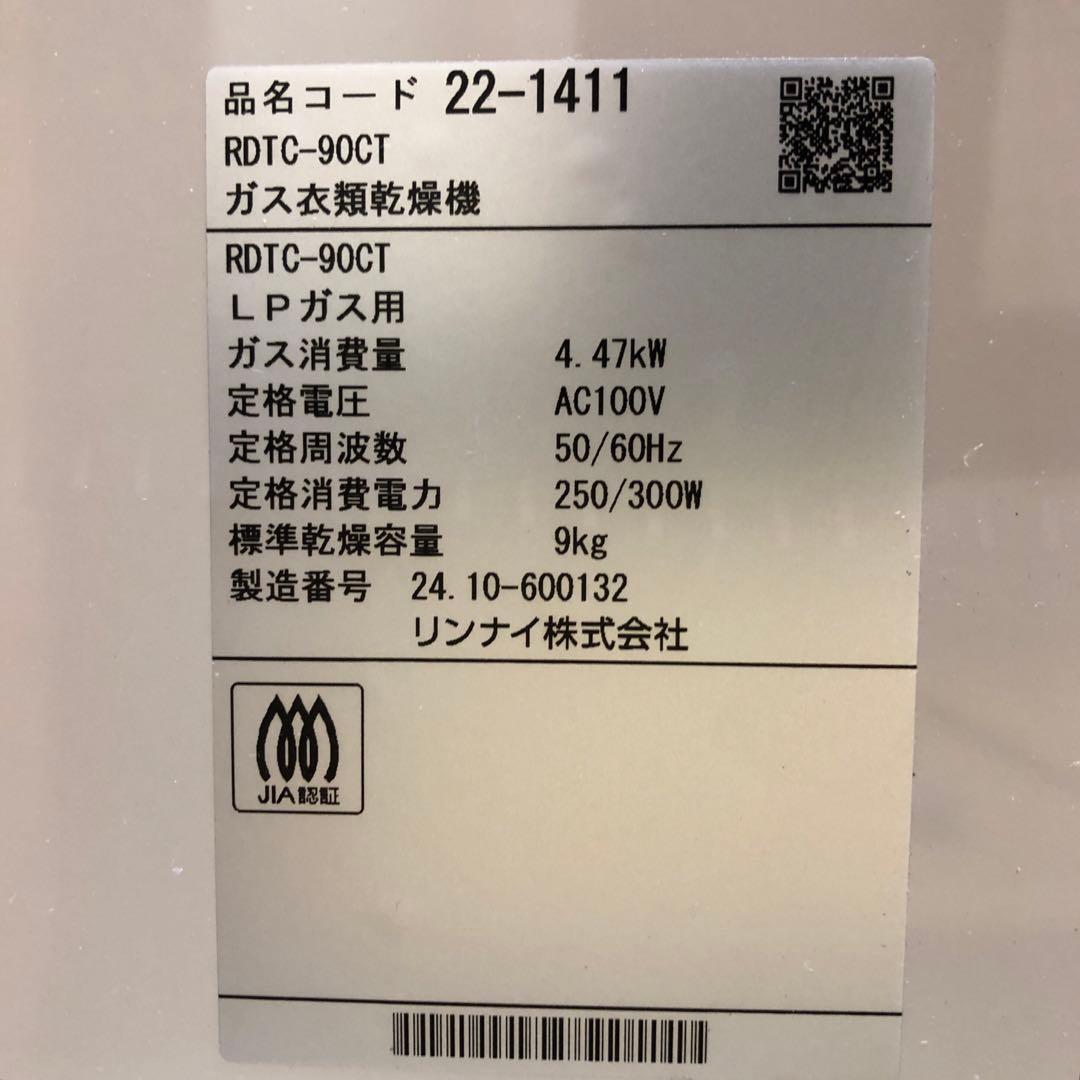 品名コード 22-1411
RDTC-90CT
ガス衣類乾燥機
RDTC-90CT
LPガス用
ガス消費量 4.47kW
定格電圧 AC100V
定格周波数 50/60Hz
定格消費電力 250/300W
標準乾燥容量 9kg
製造番号 24.10-600132
リンナイ株式会社
JIA認証